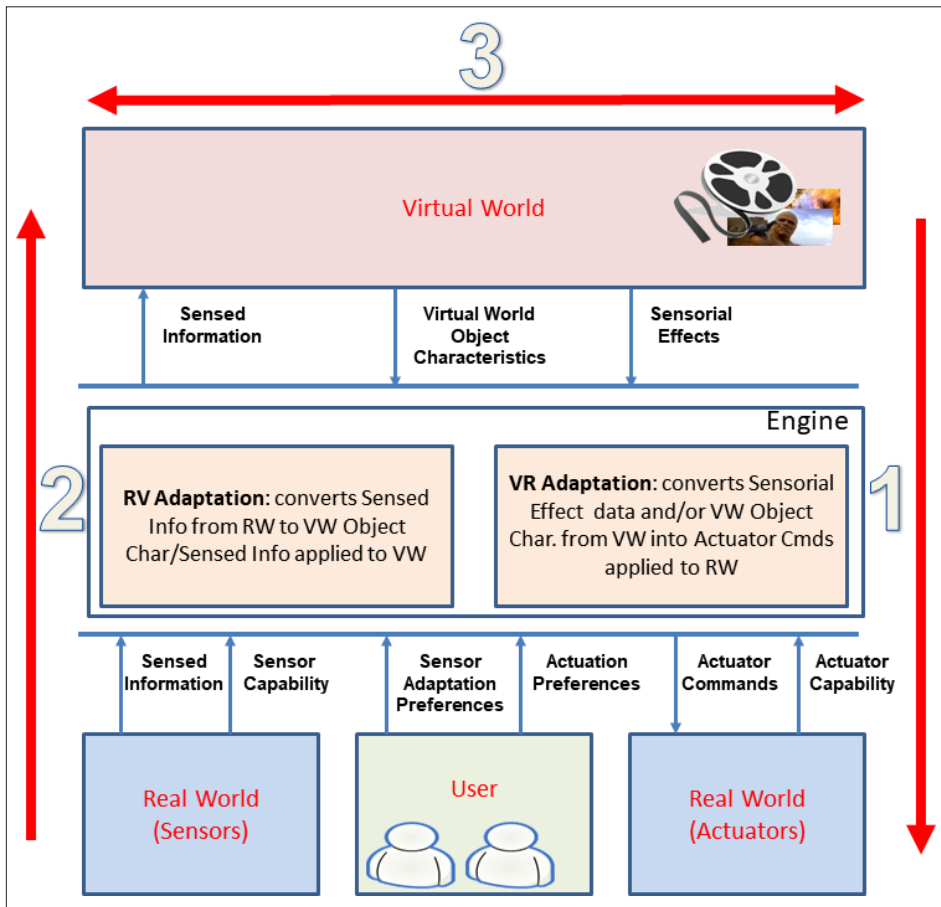 3
Virtual World
Sensed
Information
Virtual World
Object
Characteristics
Sensorial
Effects
Engine
2
RV Adaptation: converts Sensed
Info from RW to VW Object
Char/Sensed Info applied to VW
VR Adaptation: converts Sensorial
Effect data and/or VW Object
Char. from VW into Actuator Cmds
applied to RW
1
Sensed
Information
Sensor
Capability
Sensor
Adaptation
Preferences
Actuation
Preferences
Actuator
Commands
Actuator
Capability
Real World
(Sensors)
User
Real World
(Actuators)